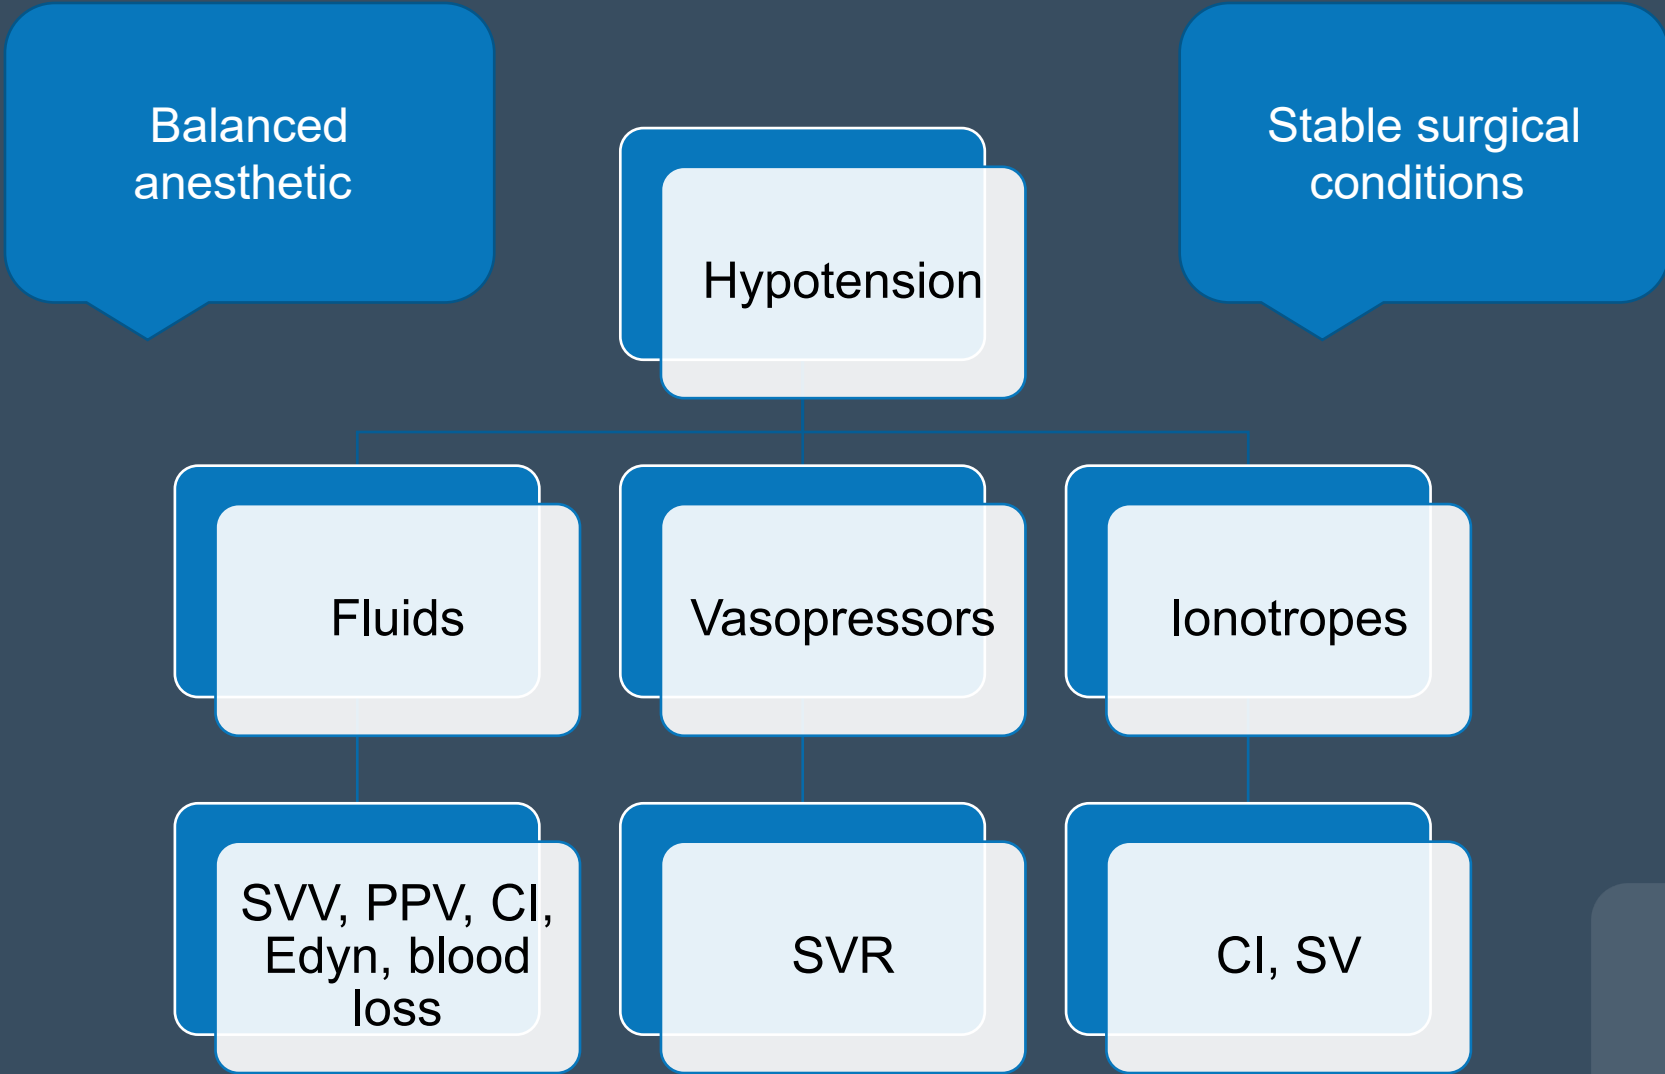 Balanced
anesthetic
Stable surgical
conditions
Hypotension
Fluids
Vasopressors
Ionotropes
SVV, PPV, CI,
Edyn, blood
loss
SVR
CI, SV